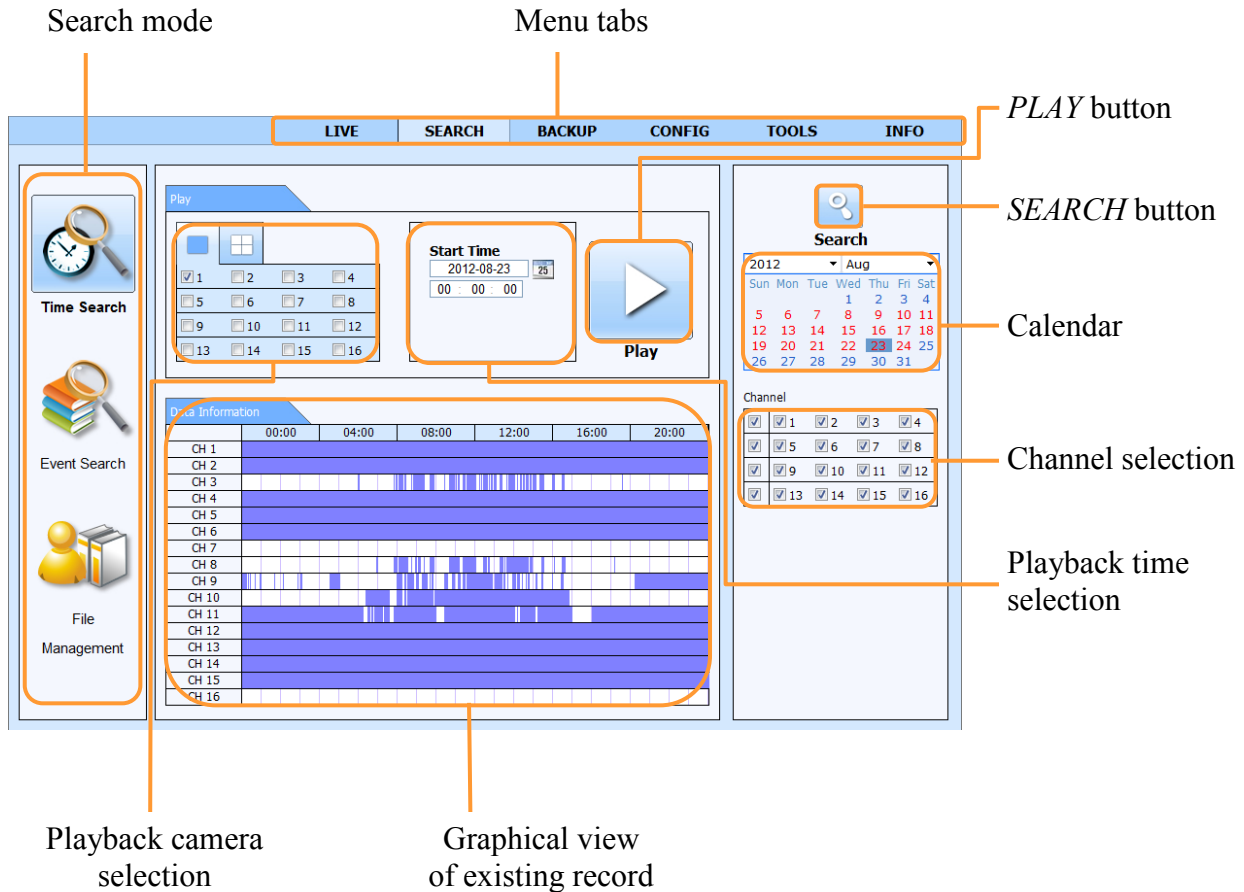 Search mode
Menu tabs
PLAY button
LIVE SEARCH BACKUP CONFIG TOOLS INFO
SEARCH button
Time Search
Event Search
File
Management
Play
1 2 3 4
5 6 7 8
9 10 11 12
13 14 15 16
Start Time
2012-08-23 25
00 : 00 : 00
Play
Search
2012 Aug
Sun Mon Tue Wed Thu Fri Sat
1 2 3 4
5 6 7 8 9 10 11
12 13 14 15 16 17 18
19 20 21 22 23 24 25
26 27 28 29 30 31
Calendar
Channel
1 2 3 4
5 6 7 8
9 10 11 12
13 14 15 16
Channel selection
Data Information
00:00 04:00 08:00 12:00 16:00 20:00
CH 1
CH 2
CH 3
CH 4
CH 5
CH 6
CH 7
CH 8
CH 9
CH 10
CH 11
CH 12
CH 13
CH 14
CH 15
CH 16
Playback time
selection
Playback camera
selection
Graphical view
of existing record